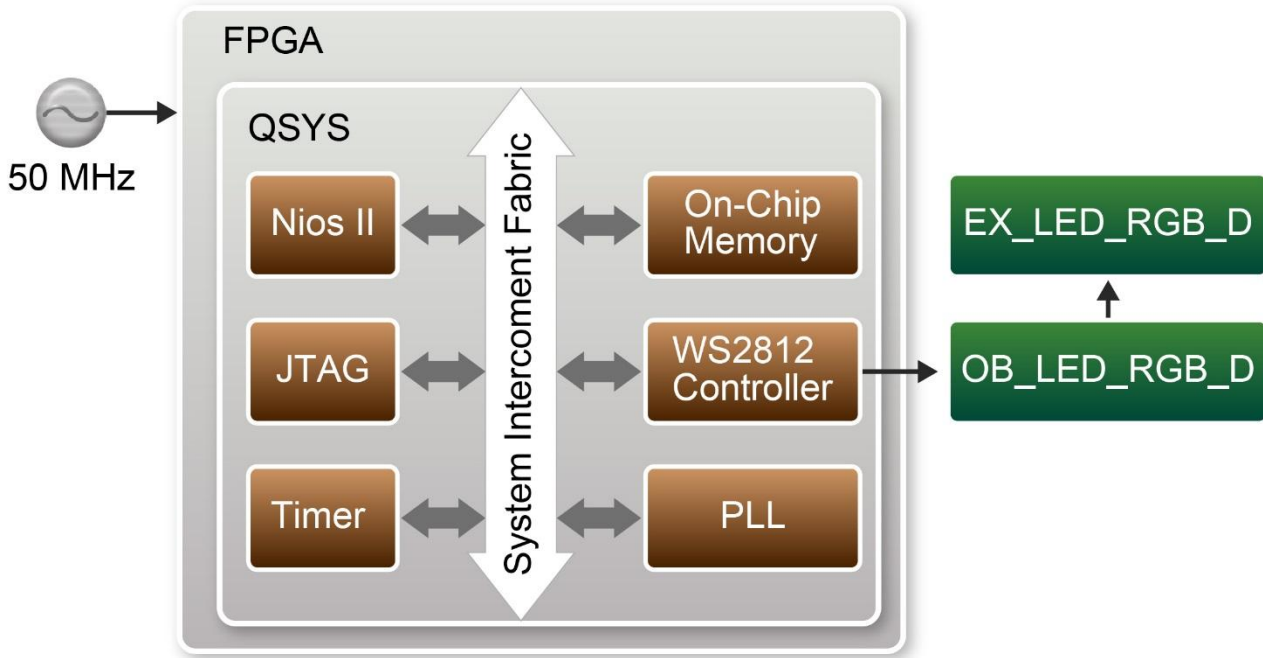 FPGA
50 MHz
QSYS
System Intercoment Fabric
Nios II
On-Chip
Memory
EX_LED_RGB_D
JTAG
WS2812
Controller
OB_LED_RGB_D
Timer
PLL